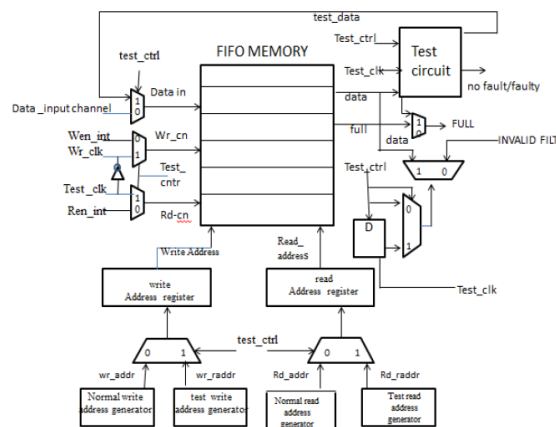 test_data
Test_ctrl
test_ctrl
FIFO MEMORY
Test
circuit
Test_clk
no fault/faulty
Data in
data
1
0
Data _input channel
full
1
0
FULL
Wen_int
Wr_clk
0
1
Wr_cn
data
INVALID FILT
1 0
Test_
cntr
Test_ctrl
Test_clk
1
0
Ren_int
Rd-cn
0
D
1
Write Address
Read_
address
write
Address register
read
Address register
Test_clk
test_ctrl
0 1
0 1
wr_addr
wr_raddr
Rd_addr
Rd_raddr
Normal write
address generator
test write
address generator
Normal read
address
generator
Test read
address
generator